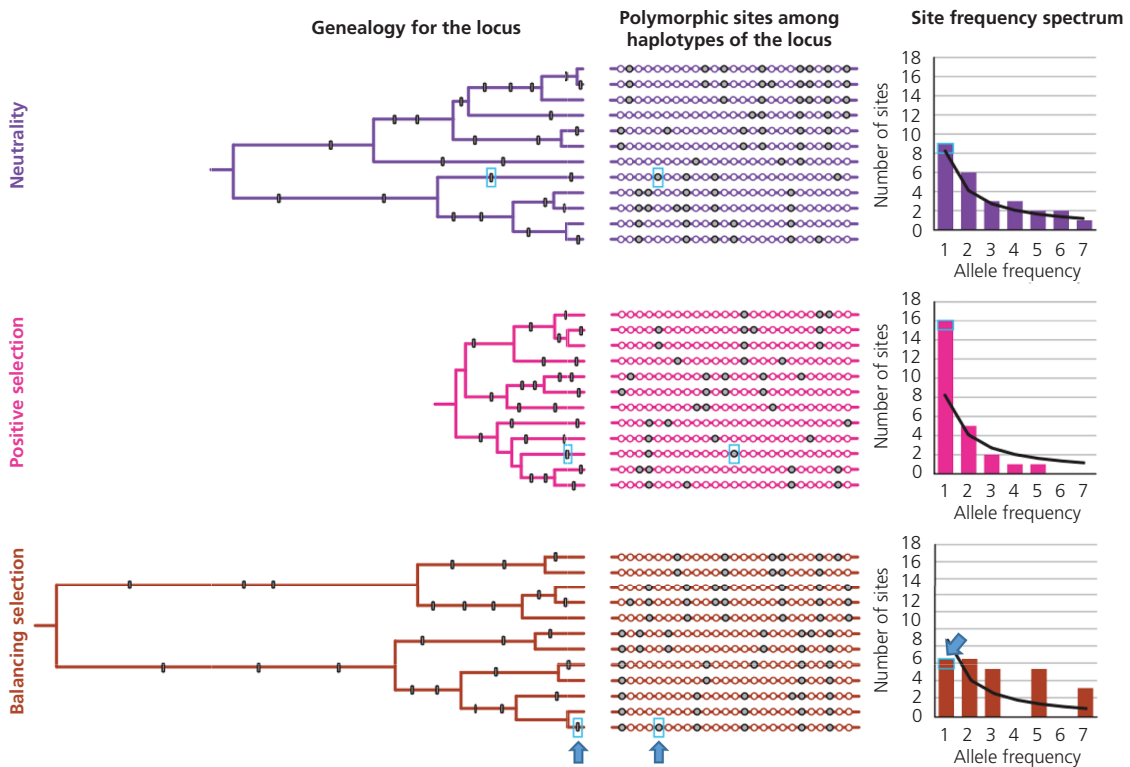 Genealogy for the locus
Polymorphic sites among
haplotypes of the locus
Site frequency spectrum
Neutrality
Number of sites
18
16
14
12
10
8
6
4
2
0
1 2 3 4 5 6 7
Allele frequency
Positive selection
Number of sites
18
16
14
12
10
8
6
4
2
0
1 2 3 4 5 6 7
Allele frequency
Balancing selection
Number of sites
18
16
14
12
10
8
6
4
2
0
1 2 3 4 5 6 7
Allele frequency